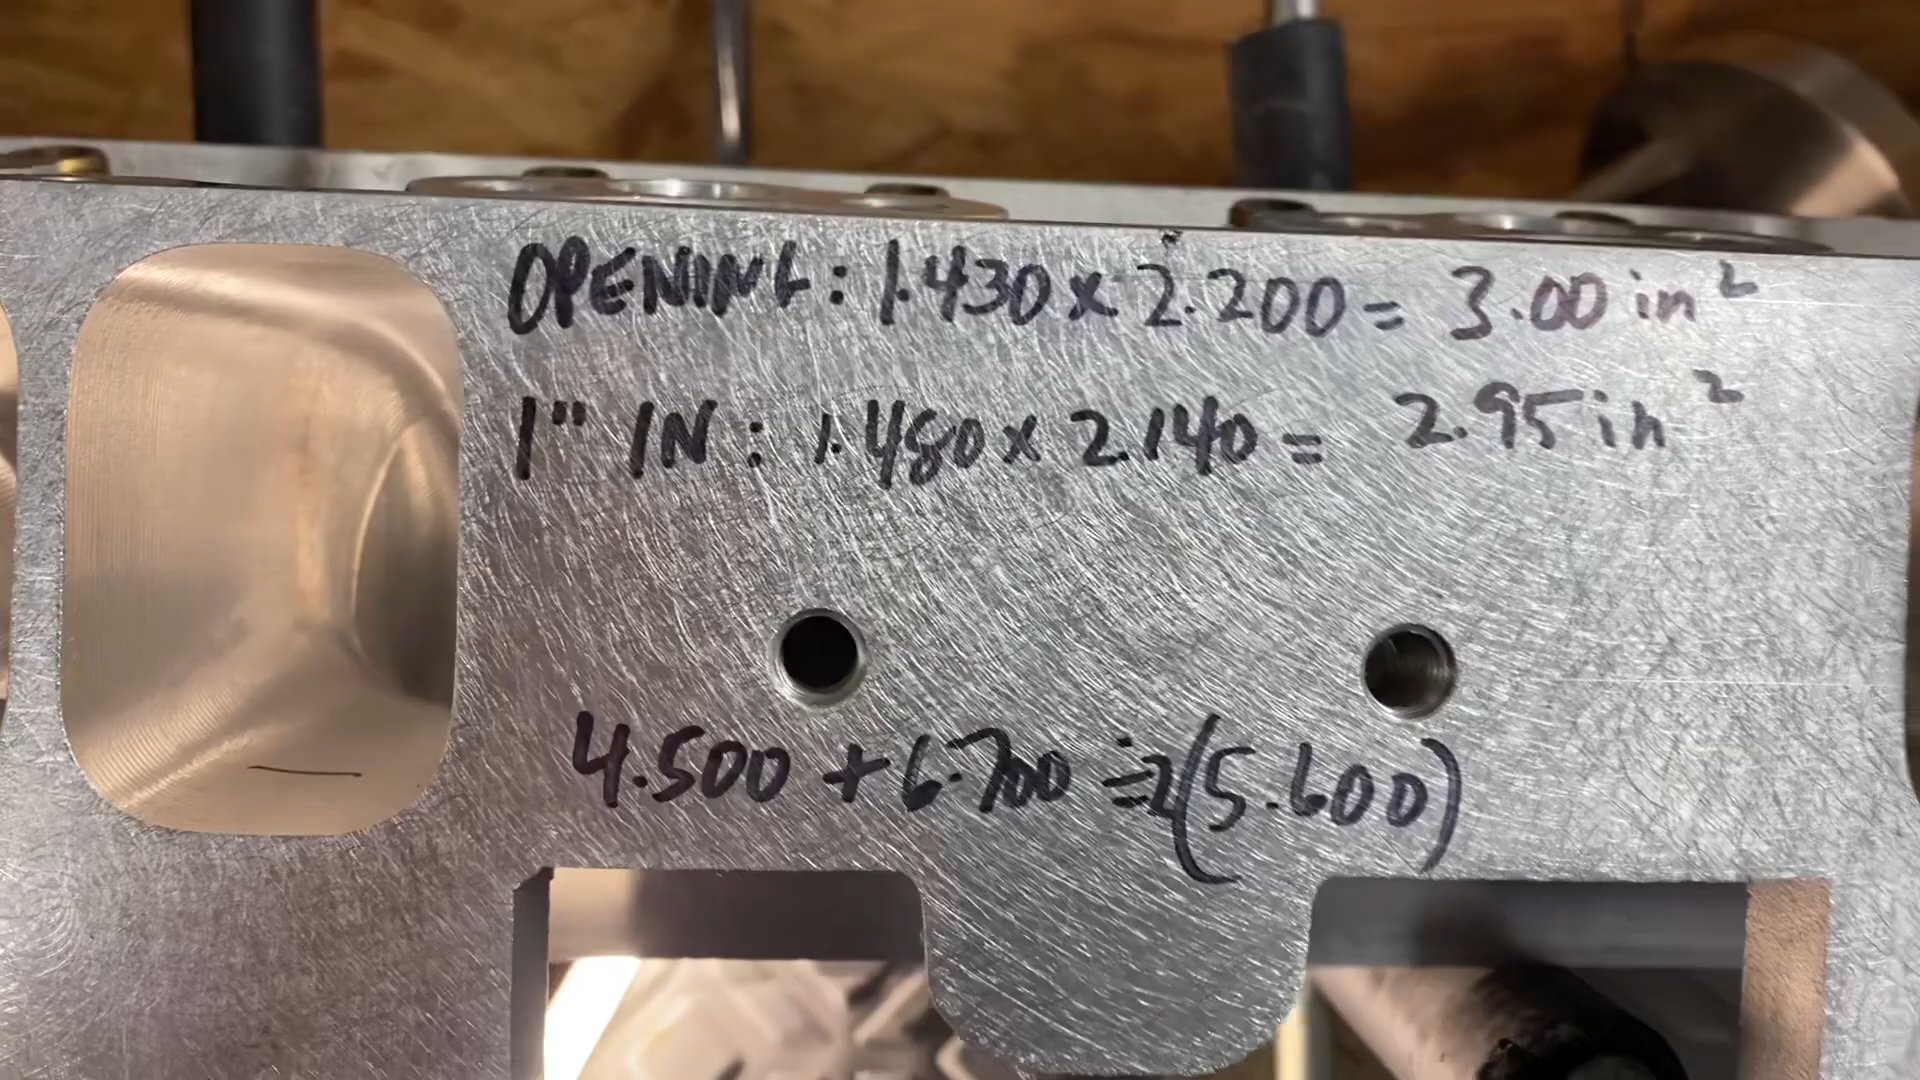 OPENING: 1.430 x 2.200 = 3.00 in²
1" IN: 1.480 x 2.140 = 2.95 in²
4.500 + 6.700 ÷ 2 (5.600)